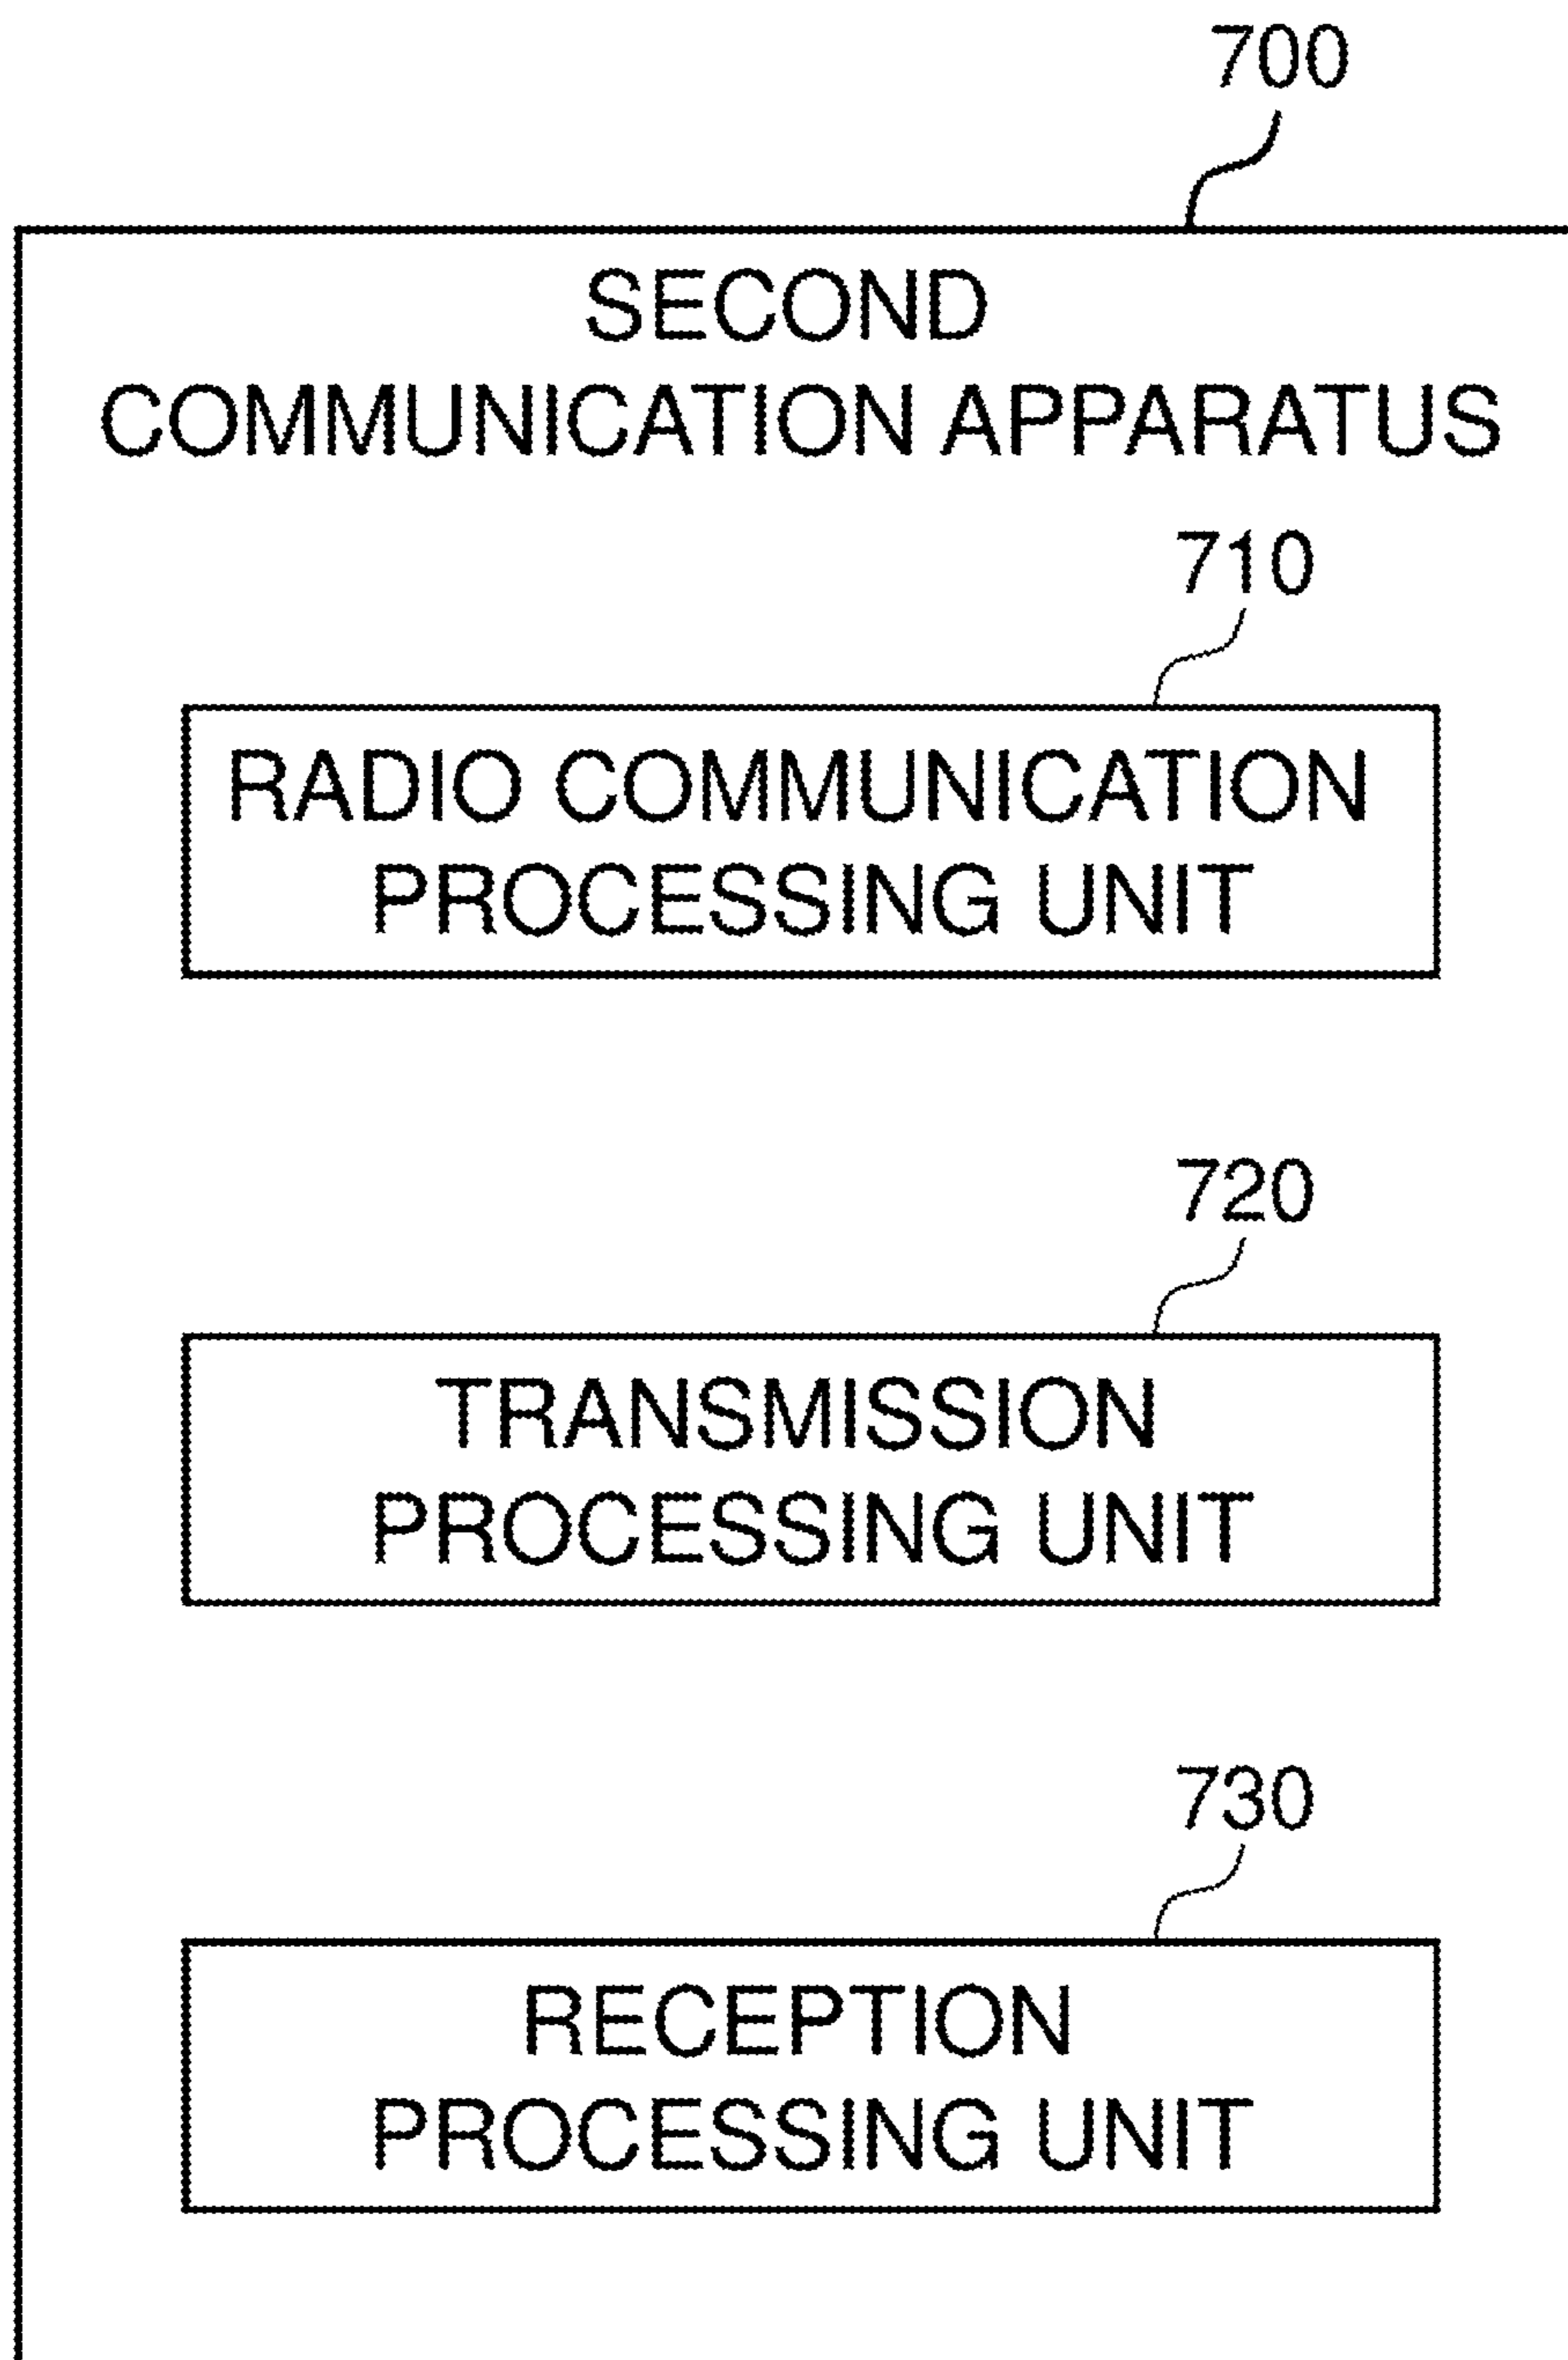 700
SECOND
COMMUNICATION APPARATUS
710
RADIO COMMUNICATION
PROCESSING UNIT
720
TRANSMISSION
PROCESSING UNIT
730
RECEPTION
PROCESSING UNIT